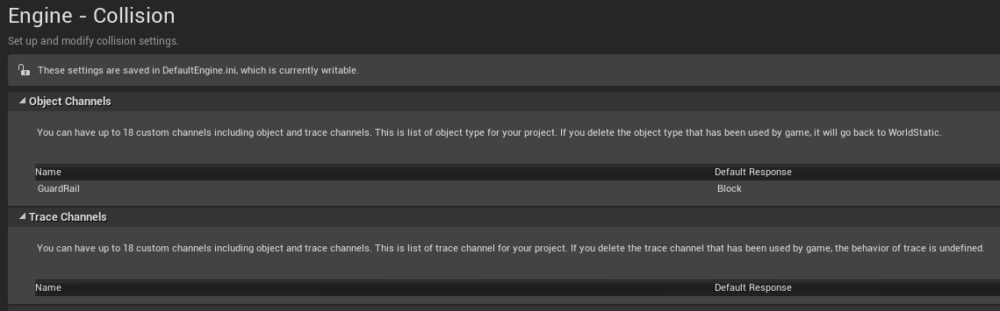 Engine - Collision
Set up and modify collision settings.
These settings are saved in DefaultEngine.ini, which is currently writable.
Object Channels
You can have up to 18 custom channels including object and trace channels. This is list of object type for your project. If you delete the object type that has been used by game, it will go back to WorldStatic.
Name Default Response
GuardRail Block
Trace Channels
You can have up to 18 custom channels including object and trace channels. This is list of trace channel for your project. If you delete the trace channel that has been used by game, the behavior of trace is undefined.
Name Default Response